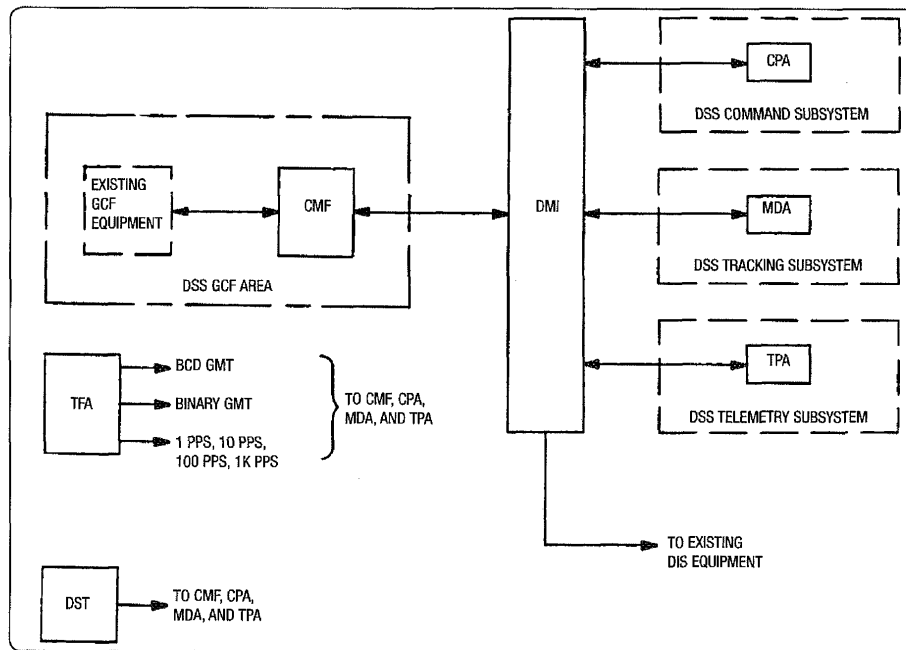 EXISTING
GCF
EQUIPMENT
CMF
DSS GCF AREA
DMI
CPA
DSS COMMAND SUBSYSTEM
MDA
DSS TRACKING SUBSYSTEM
TPA
DSS TELEMETRY SUBSYSTEM
TFA
BCD GMT
BINARY GMT
1 PPS, 10 PPS,
100 PPS, 1K PPS
TO CMF, CPA,
MDA, AND TPA
TO EXISTING
DIS EQUIPMENT
DST
TO CMF, CPA,
MDA, AND TPA